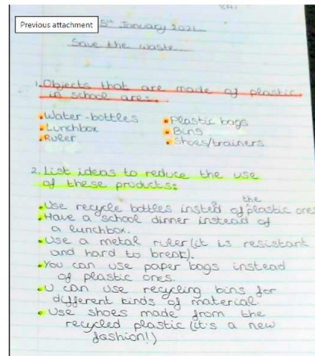 Previous attachment
5th January 2021
Save the waste
1. Objects that are made of plastic
in school are:
Water-bottles
Plastic bags
Lunchbox
Bins
Ruler
Shoes/trainers
2. List ideas to reduce the use
of these products:
the
Use recycle bottles insted of plastic ones
Have a school dinner instead of
a lunchbox.
Use a metal ruler (it is resistant
and hard to break).
You can use paper bags instead
of plastic ones.
U can use recycling bins for
different kinds of material
Use shoes made from the
recycled plastic (it's a new
fashion!)